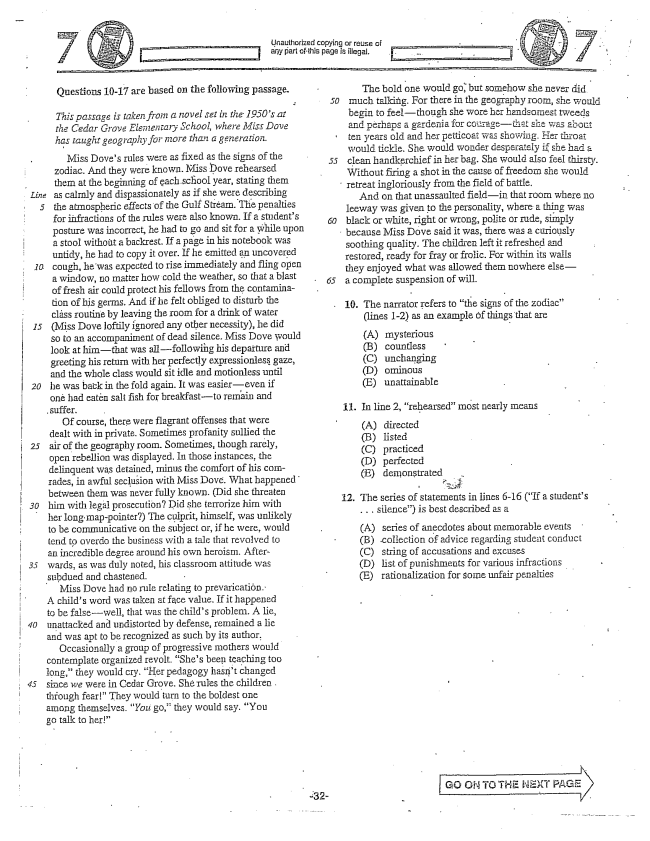 7
Unauthorized copying or reuse of
any part of this page is illegal.
7
Questions 10-17 are based on the following passage.
This passage is taken from a novel set in the 1950's at
the Cedar Grove Elementary School, where Miss Dove
has taught geography for more than a generation.
Miss Dove's rules were as fixed as the signs of the
zodiac. And they were known. Miss Dove rehearsed
them at the beginning of each school year, stating them
Line as calmly and dispassionately as if she were describing
5 the atmospheric effects of the Gulf Stream. The penalties
for infractions of the rules were also known. If a student's
posture was incorrect, he had to go and sit for a while upon
a stool without a backrest. If a page in his notebook was
untidy, he had to copy it over. If he emitted an uncovered
10 cough, he was expected to rise immediately and fling open
a window, no matter how cold the weather, so that a blast
of fresh air could protect his fellows from the contamina-
tion of his germs. And if he felt obliged to disturb the
class routine by leaving the room for a drink of water
15 (Miss Dove loftily ignored any other necessity), he did
so to an accompaniment of dead silence. Miss Dove would
look at him—that was all—following his departure and
greeting his return with her perfectly expressionless gaze,
and the whole class would sit idle and motionless until
20 he was back in the fold again. It was easier—even if
one had eaten salt fish for breakfast—to remain and
suffer.
Of course, there were flagrant offenses that were
dealt with in private. Sometimes profanity sullied the
25 air of the geography room. Sometimes, though rarely,
open rebellion was displayed. In those instances, the
delinquent was detained, minus the comfort of his com-
rades, in awful seclusion with Miss Dove. What happened
between them was never fully known. (Did she threaten
30 him with legal prosecution? Did she terrorize him with
her long map-pointer?) The culprit, himself, was unlikely
to be communicative on the subject or, if he were, would
tend to overdo the business with a tale that revolved to
an incredible degree around his own heroism. After-
35 wards, as was duly noted, his classroom attitude was
subdued and chastened.
Miss Dove had no rule relating to prevarication.
A child's word was taken at face value. If it happened
to be false—well, that was the child's problem. A lie,
40 unattacked and undistorted by defense, remained a lie
and was apt to be recognized as such by its author.
Occasionally a group of progressive mothers would
contemplate organized revolt. "She's been teaching too
long," they would cry. "Her pedagogy hasn't changed
45 since we were in Cedar Grove. She rules the children
through fear!" They would turn to the boldest one
among themselves. "You go," they would say. "You
go talk to her!"
The bold one would go, but somehow she never did
50 much talking. For there in the geography room, she would
begin to feel—though she wore her handsomest tweeds
and perhaps a gardenia for courage—that she was about
ten years old and her petticoat was showing. Her throat
would tickle. She would wonder desperately if she had a
55 clean handkerchief in her bag. She would also feel thirsty.
Without firing a shot in the cause of freedom she would
retreat ingloriously from the field of battle.
And on that unassaulted field—in that room where no
leeway was given to the personality, where a thing was
60 black or white, right or wrong, polite or rude, simply
because Miss Dove said it was, there was a curiously
soothing quality. The children left it refreshed and
restored, ready for fray or frolic. For within its walls
they enjoyed what was allowed them nowhere else—
65 a complete suspension of will.
10. The narrator refers to "the signs of the zodiac"
(lines 1-2) as an example of things that are
(A) mysterious
(B) countless
(C) unchanging
(D) ominous
(E) unattainable
11. In line 2, "rehearsed" most nearly means
(A) directed
(B) listed
(C) practiced
(D) perfected
(E) demonstrated
12. The series of statements in lines 6-16 ("If a student's
. . . silence") is best described as a
(A) series of anecdotes about memorable events
(B) collection of advice regarding student conduct
(C) string of accusations and excuses
(D) list of punishments for various infractions
(E) rationalization for some unfair penalties
GO ON TO THE NEXT PAGE
-32-